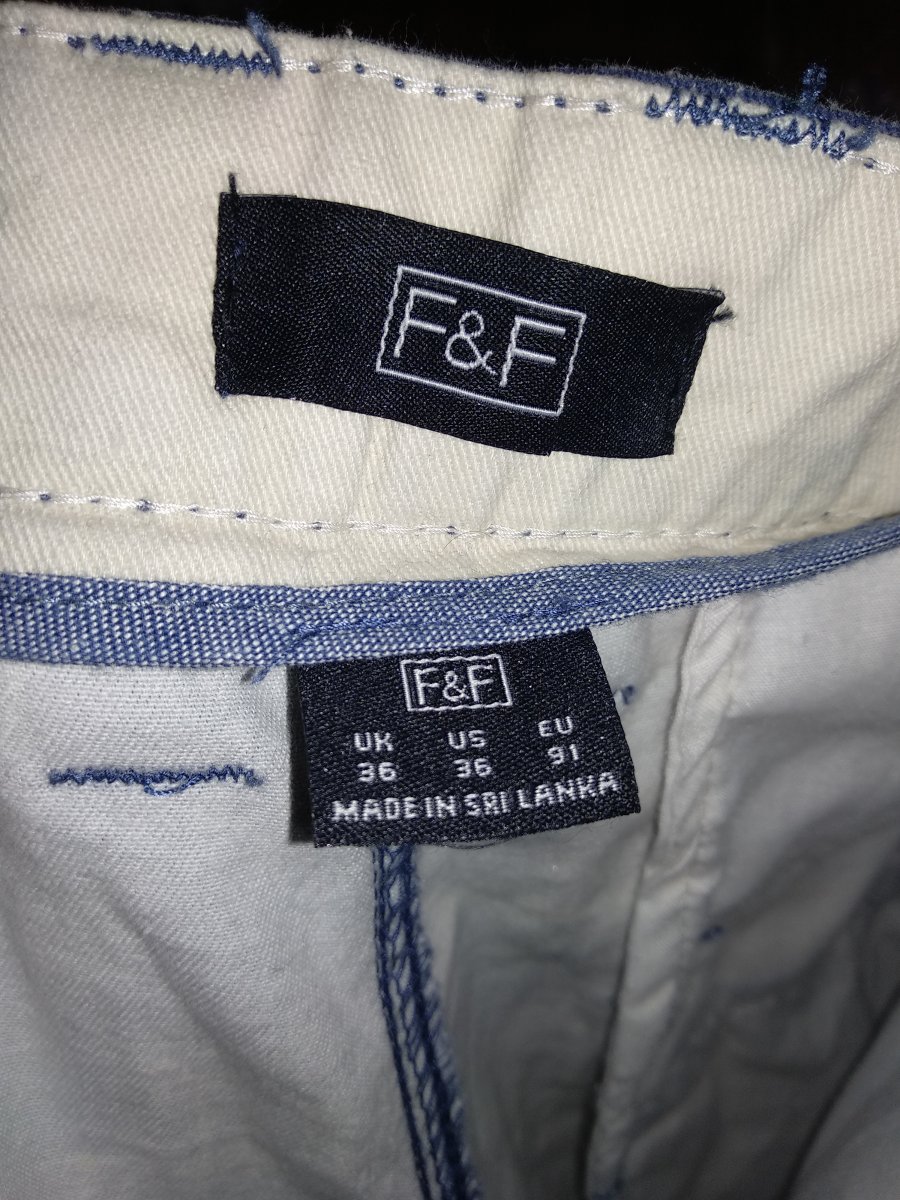 F&F
F&F
UK US EU
36 36 91
MADE IN SRI LANKA